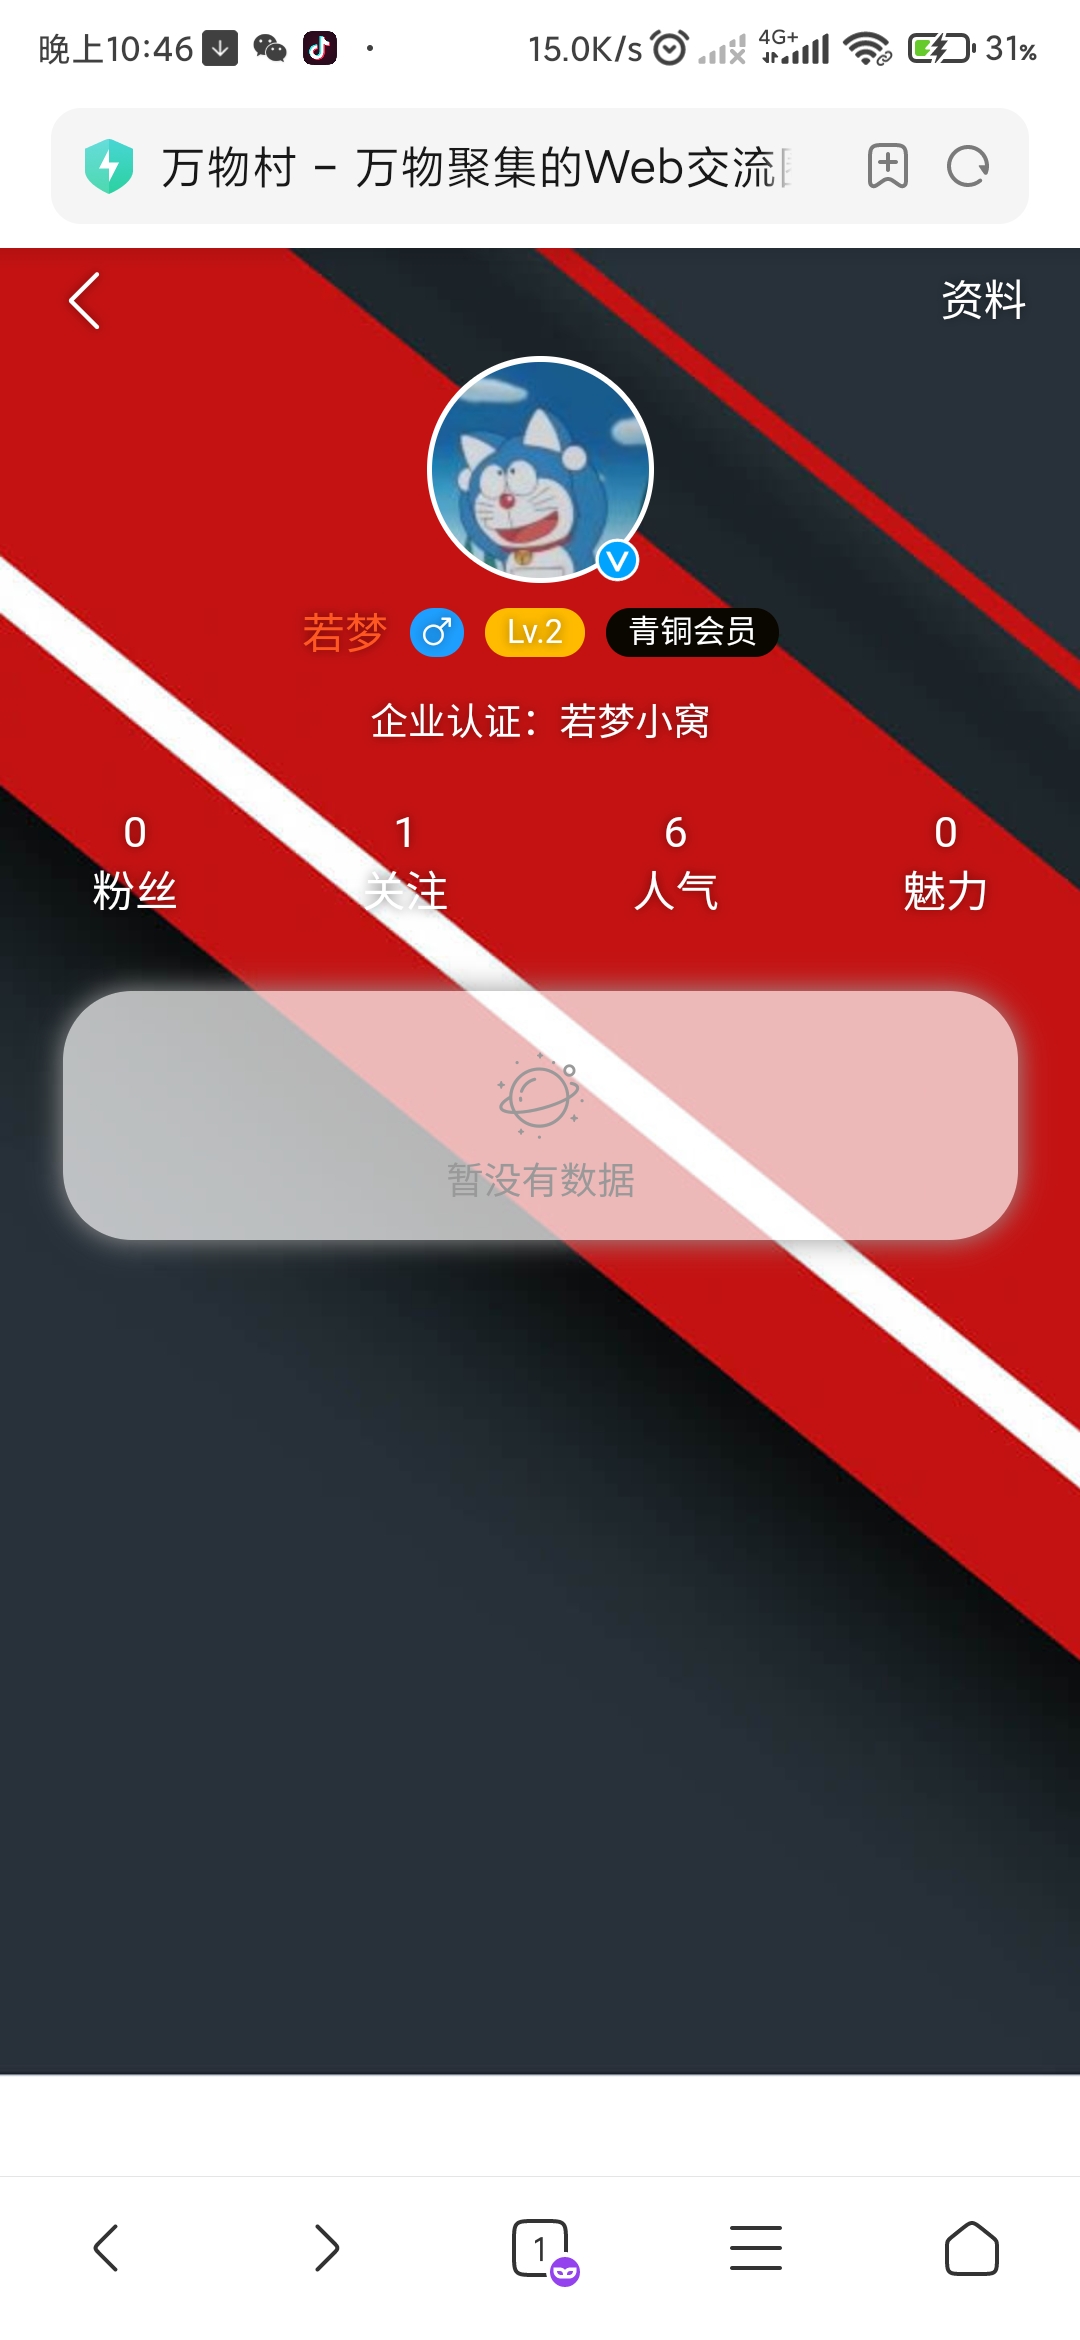 晚上10:46
15.0K/s 4G+ 31%
万物村 – 万物聚集的Web交流
资料
若梦 Lv.2 青铜会员
企业认证：若梦小窝
0 1 6 0
粉丝 关注 人气 魅力
暂没有数据
1